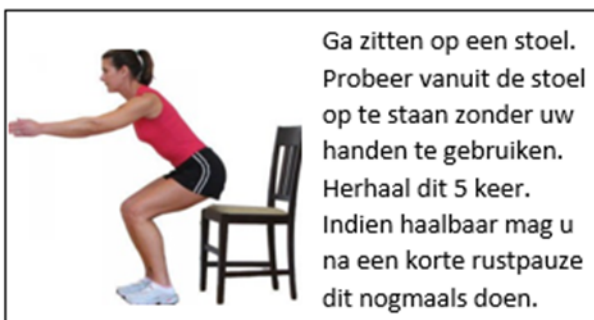 Ga zitten op een stoel.
Probeer vanuit de stoel
op te staan zonder uw
handen te gebruiken.
Herhaal dit 5 keer.
Indien haalbaar mag u
na een korte rustpauze
dit nogmaals doen.